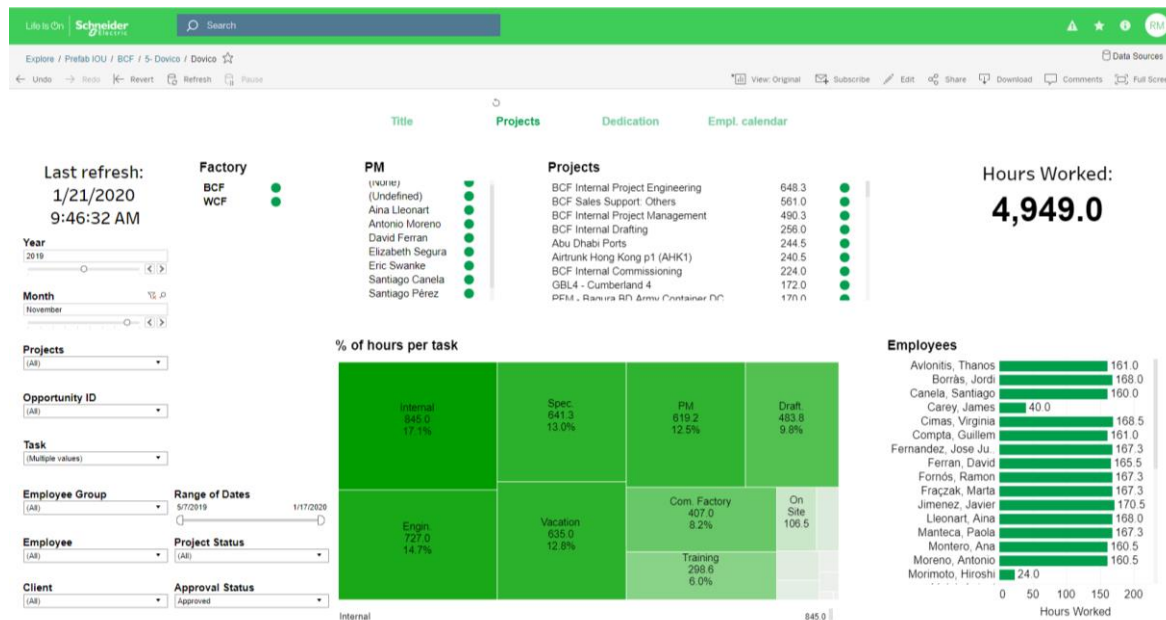 Life Is On | Schneider Electric
Search
RM
Explore / Prefab IOU / BCF / 5- Dovico / Dovico
Data Sources
Undo Redo Revert Refresh Pause
View: Original Subscribe Edit Share Download Comments Full Scree
Title Projects Dedication Empl. calendar
Last refresh:
1/21/2020
9:46:32 AM
Factory
BCF
WCF
PM
(None)
(Undefined)
Aina Lleonart
Antonio Moreno
David Ferran
Elizabeth Segura
Eric Swanke
Santiago Canela
Santiago Pérez
Projects
BCF Internal Project Engineering 648.3
BCF Sales Support: Others 561.0
BCF Internal Project Management 490.3
BCF Internal Drafting 256.0
Abu Dhabi Ports 244.5
Airtrunk Hong Kong p1 (AHK1) 240.5
BCF Internal Commissioning 224.0
GBL4 - Cumberland 4 172.0
BD Army Container DC 170.0
Hours Worked:
4,949.0
Year
2019
Month
November
Projects
(All)
Opportunity ID
(All)
Task
(Multiple values)
Employee Group
(All)
Range of Dates
5/7/2019 1/17/2020
Employee
(All)
Project Status
(All)
Client
(All)
Approval Status
Approved
% of hours per task
Internal
845.0
17.1%
Spec.
641.3
13.0%
PM
619.2
12.5%
Draft.
483.8
9.8%
Engin.
727.0
14.7%
Vacation
635.0
12.8%
Com. Factory
407.0
8.2%
On
Site
106.5
Training
298.6
6.0%
Internal 845.0
Employees
Avlonitis, Thanos 161.0
Borràs, Jordi 168.0
Canela, Santiago 160.0
Carey, James 40.0
Cimas, Virginia 168.5
Compta, Guillem 161.0
Fernandez, Jose Ju.. 167.3
Ferran, David 165.5
Fornós, Ramon 167.3
Frączak, Marta 167.3
Jimenez, Javier 170.5
Lleonart, Aina 168.0
Manteca, Paola 167.3
Montero, Ana 160.5
Moreno, Antonio 160.5
Morimoto, Hiroshi 24.0
0 50 100 150 200
Hours Worked